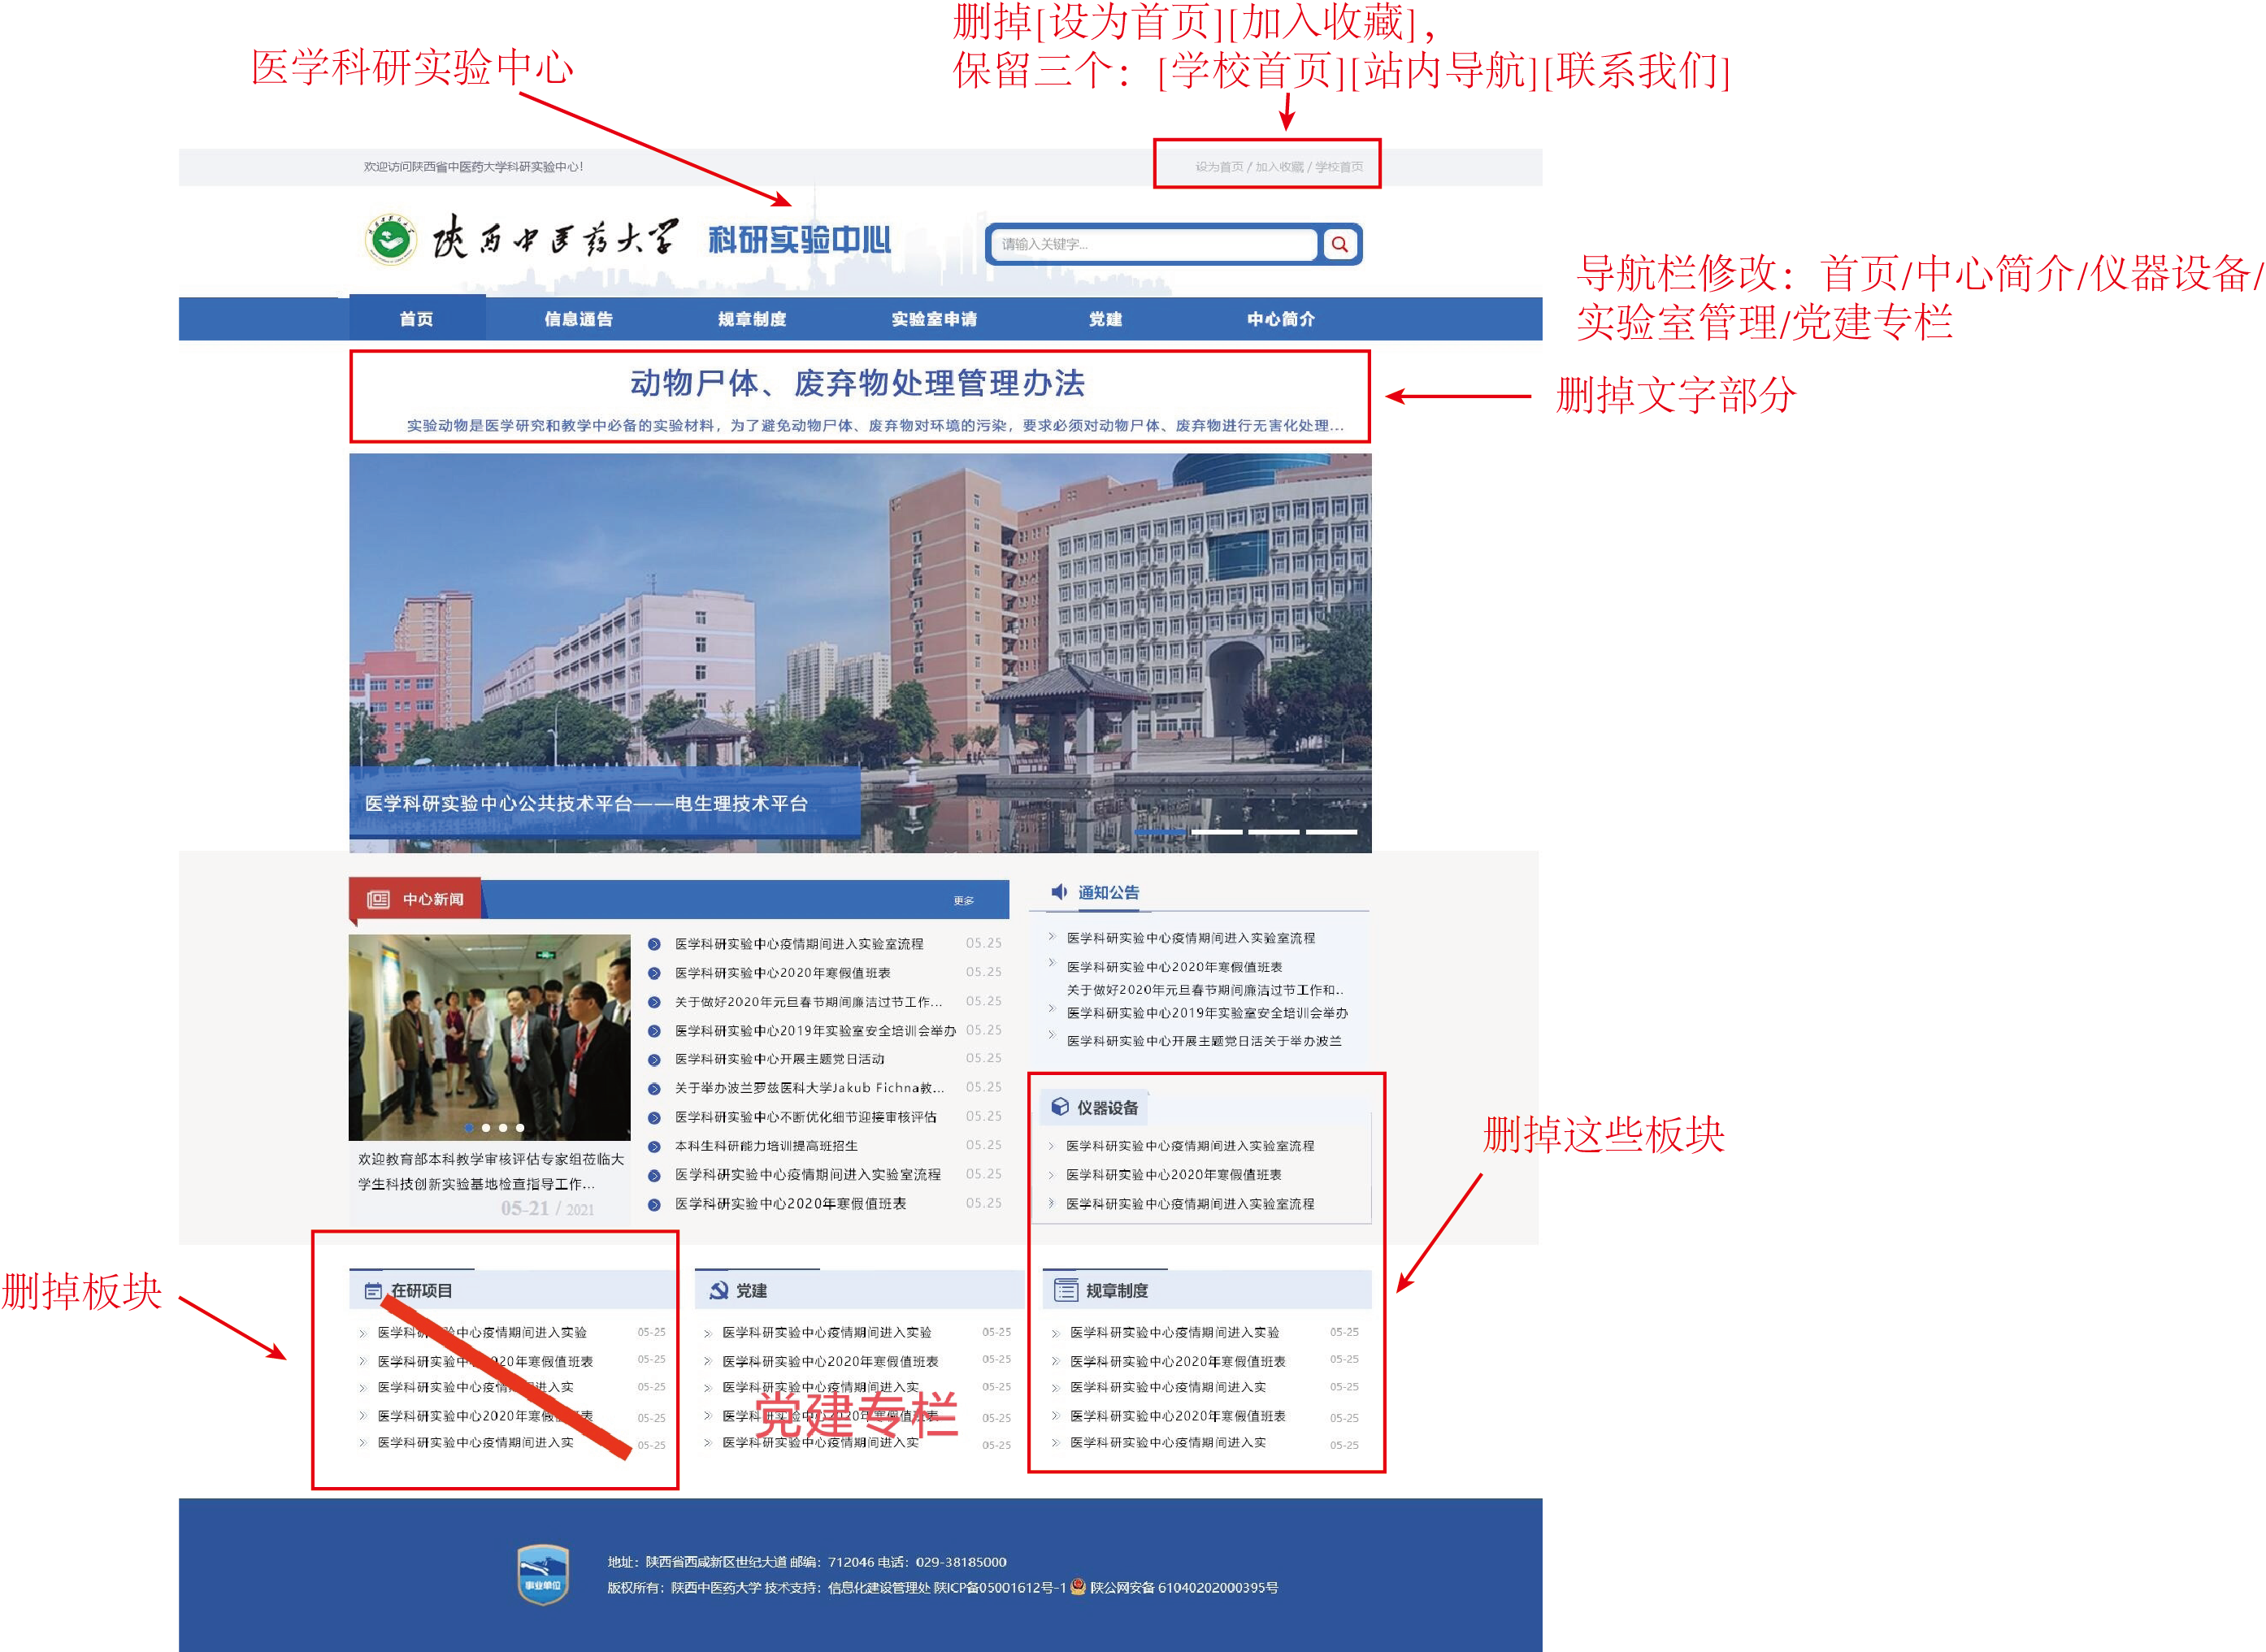 删掉[设为首页][加入收藏]，
保留三个：[学校首页][站内导航][联系我们]
医学科研实验中心
欢迎访问陕西省中医药大学科研实验中心!
设为首页 / 加入收藏 / 学校首页
陕西中医药大学
科研实验中心
请输入关键字...
导航栏修改：首页/中心简介/仪器设备/
实验室管理/党建专栏
首页 信息通告 规章制度 实验室申请 党建 中心简介
动物尸体、废弃物处理管理办法
实验动物是医学研究和教学中必备的实验材料，为了避免动物尸体、废弃物对环境的污染，要求必须对动物尸体、废弃物进行无害化处理...
删掉文字部分
医学科研实验中心公共技术平台——电生理技术平台
中心新闻
更多
欢迎教育部本科教学审核评估专家组莅临大
学生科技创新实验基地检查指导工作...
05-21 / 2021
医学科研实验中心疫情期间进入实验室流程 05.25
医学科研实验中心2020年寒假值班表 05.25
关于做好2020年元旦春节期间廉洁过节工作... 05.25
医学科研实验中心2019年实验室安全培训会举办 05.25
医学科研实验中心开展主题党日活动 05.25
关于举办波兰罗兹医科大学Jakub Fichna教... 05.25
医学科研实验中心不断优化细节迎接审核评估 05.25
本科生科研能力培训提高班招生 05.25
医学科研实验中心疫情期间进入实验室流程 05.25
医学科研实验中心2020年寒假值班表 05.25
通知公告
医学科研实验中心疫情期间进入实验室流程
医学科研实验中心2020年寒假值班表
关于做好2020年元旦春节期间廉洁过节工作和..
医学科研实验中心2019年实验室安全培训会举办
医学科研实验中心开展主题党日活关于举办波兰
仪器设备
医学科研实验中心疫情期间进入实验室流程
医学科研实验中心2020年寒假值班表
医学科研实验中心疫情期间进入实验室流程
删掉这些板块
删掉板块
在研项目
医学科研实验中心疫情期间进入实验 05-25
医学科研实验中心2020年寒假值班表 05-25
医学科研实验中心疫情期间进入实 05-25
医学科研实验中心2020年寒假值班表 05-25
医学科研实验中心疫情期间进入实 05-25
党建
医学科研实验中心疫情期间进入实验 05-25
医学科研实验中心2020年寒假值班表 05-25
医学科研实验中心疫情期间进入实 05-25
医学科研实验中心2020年寒假值班表 05-25
医学科研实验中心疫情期间进入实 05-25
党建专栏
规章制度
医学科研实验中心疫情期间进入实验 05-25
医学科研实验中心2020年寒假值班表 05-25
医学科研实验中心疫情期间进入实 05-25
医学科研实验中心2020年寒假值班表 05-25
医学科研实验中心疫情期间进入实 05-25
事业单位
地址：陕西省西咸新区世纪大道 邮编：712046 电话：029-38185000
版权所有：陕西中医药大学 技术支持：信息化建设管理处 陕ICP备05001612号-1 陕公网安备 61040202000395号